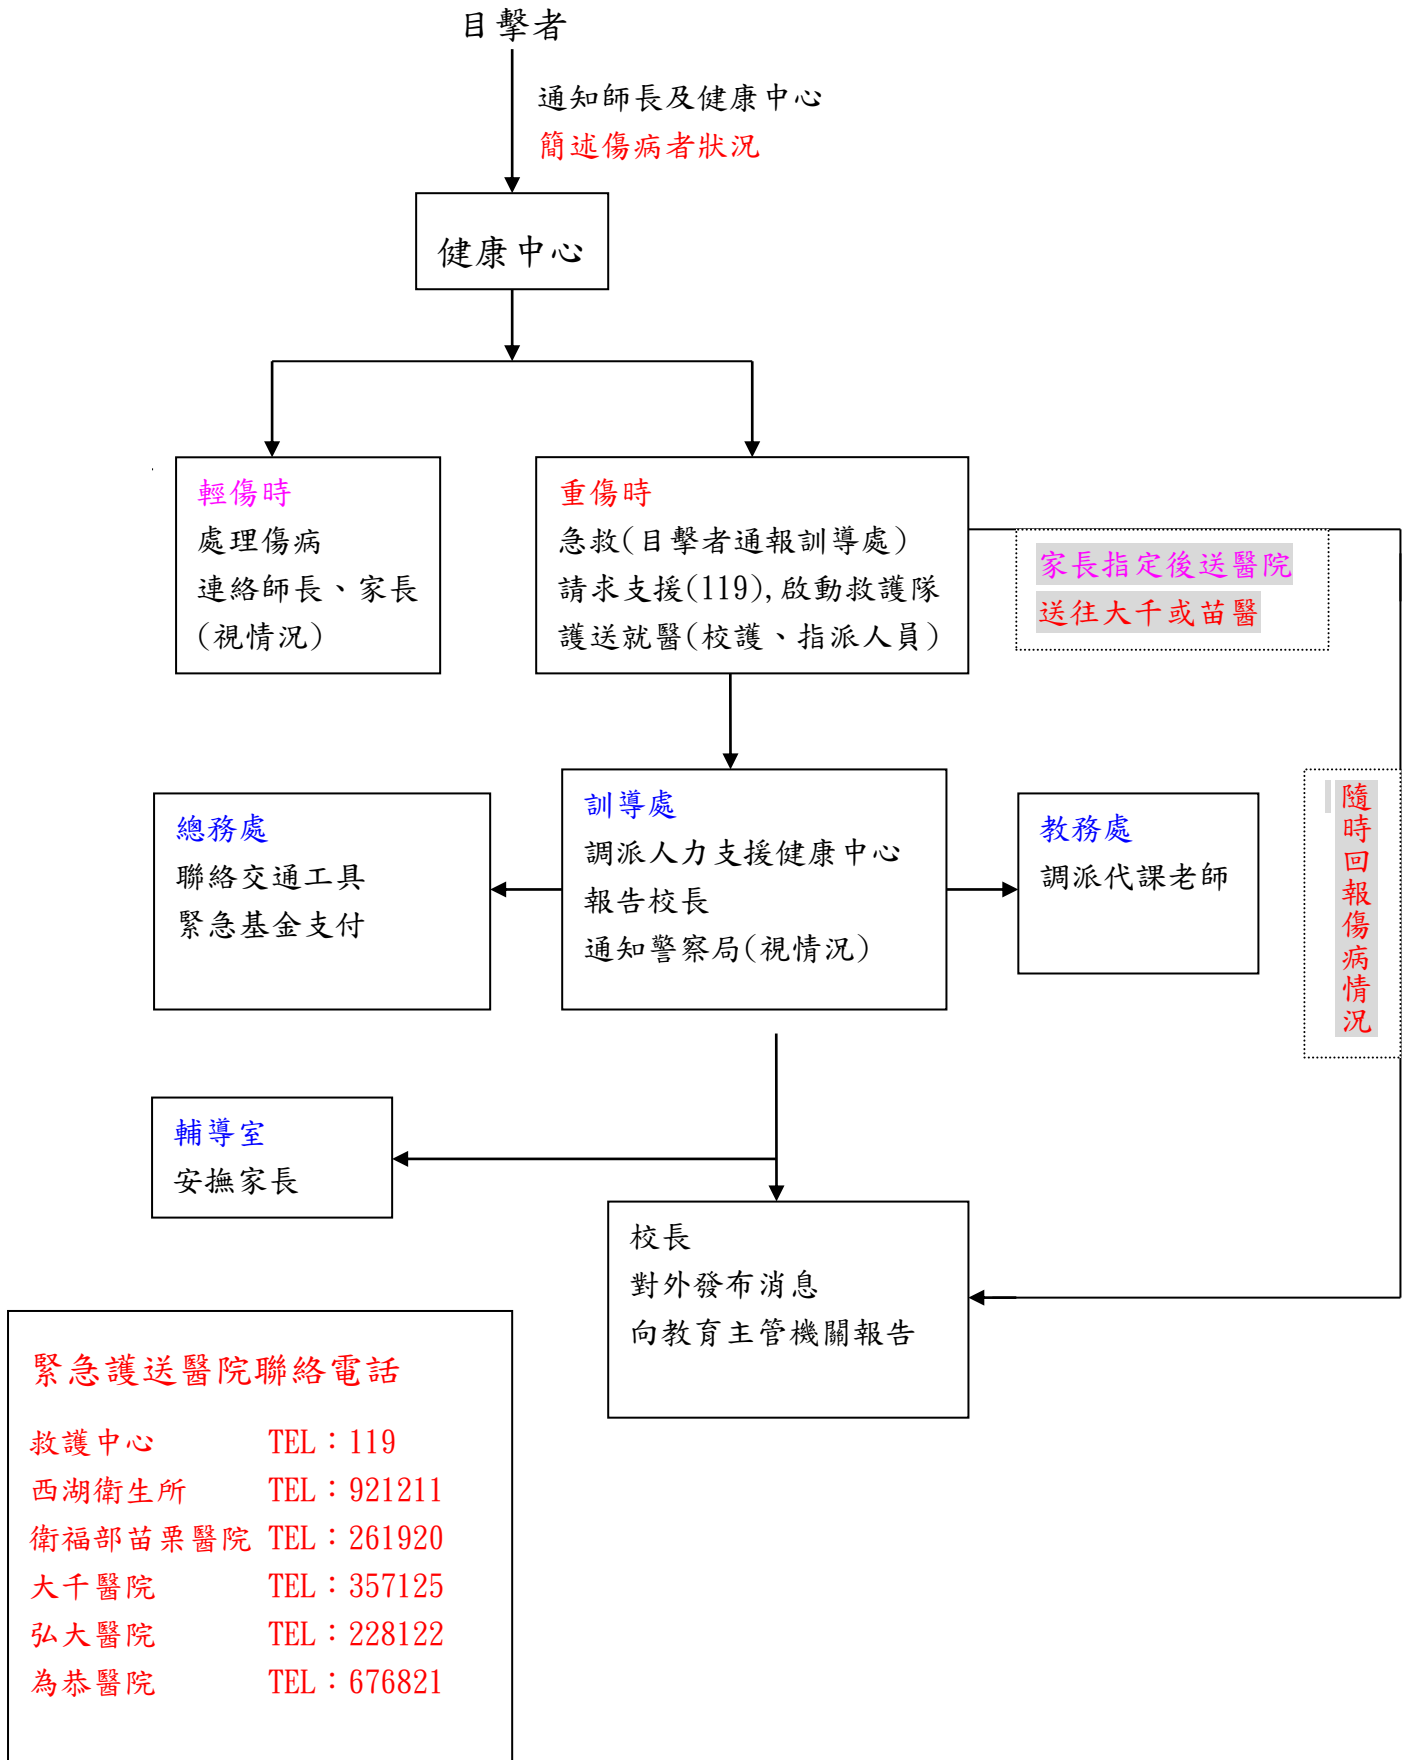 目擊者
通知師長及健康中心
簡述傷病者狀況
健康中心
輕傷時
處理傷病
連絡師長、家長
(視情況)
重傷時
急救(目擊者通報訓導處)
請求支援(119),啟動救護隊
護送就醫(校護、指派人員)
家長指定後送醫院
送往大千或苗醫
總務處
聯絡交通工具
緊急基金支付
訓導處
調派人力支援健康中心
報告校長
通知警察局(視情況)
教務處
調派代課老師
隨時回報傷病情況
輔導室
安撫家長
校長
對外發布消息
向教育主管機關報告
緊急護送醫院聯絡電話
救護中心 TEL：119
西湖衛生所 TEL：921211
衛福部苗栗醫院 TEL：261920
大千醫院 TEL：357125
弘大醫院 TEL：228122
為恭醫院 TEL：676821